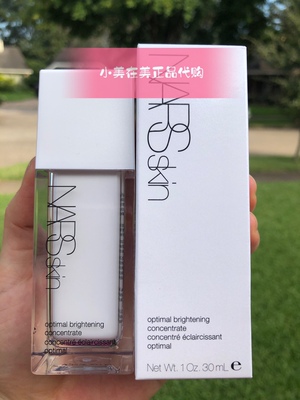 小美在美正品代购
NARSskin
optimal brightening
concentrate
concentré éclaircissant
optimal
NARSskin
optimal brightening
concentrate
concentré éclaircissant
optimal
Net Wt. 1 Oz. 30 mL e